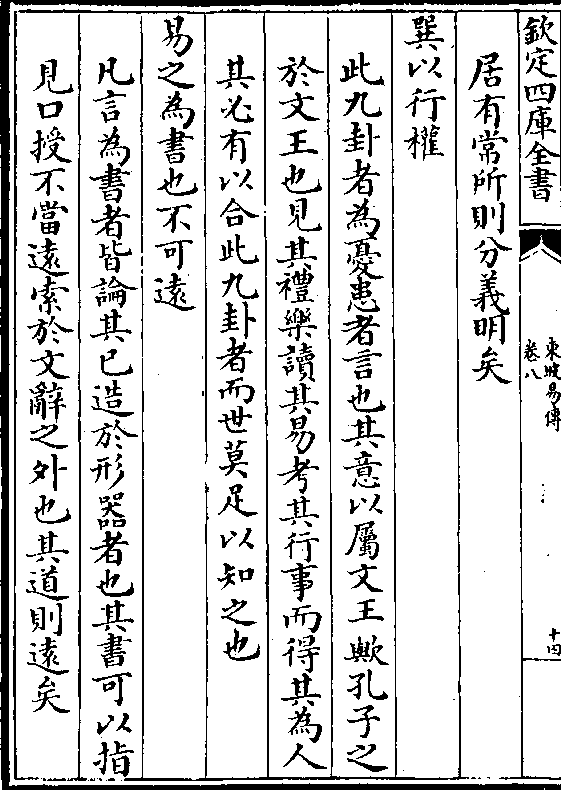 欽定四庫全書
東坡易傳
卷八
十四
居有常所則分義明矣
巽以行權
此九卦者為憂患者言也其意以屬文王歟孔子之
於文王也見其禮樂讀其易考其行事而得其為人
其必有以合此九卦者而世莫足以知之也
易之為書也不可遠
凡言為書者皆論其已造於形器者也其書可以指
見口授不當遠索於文辭之外也其道則遠矣